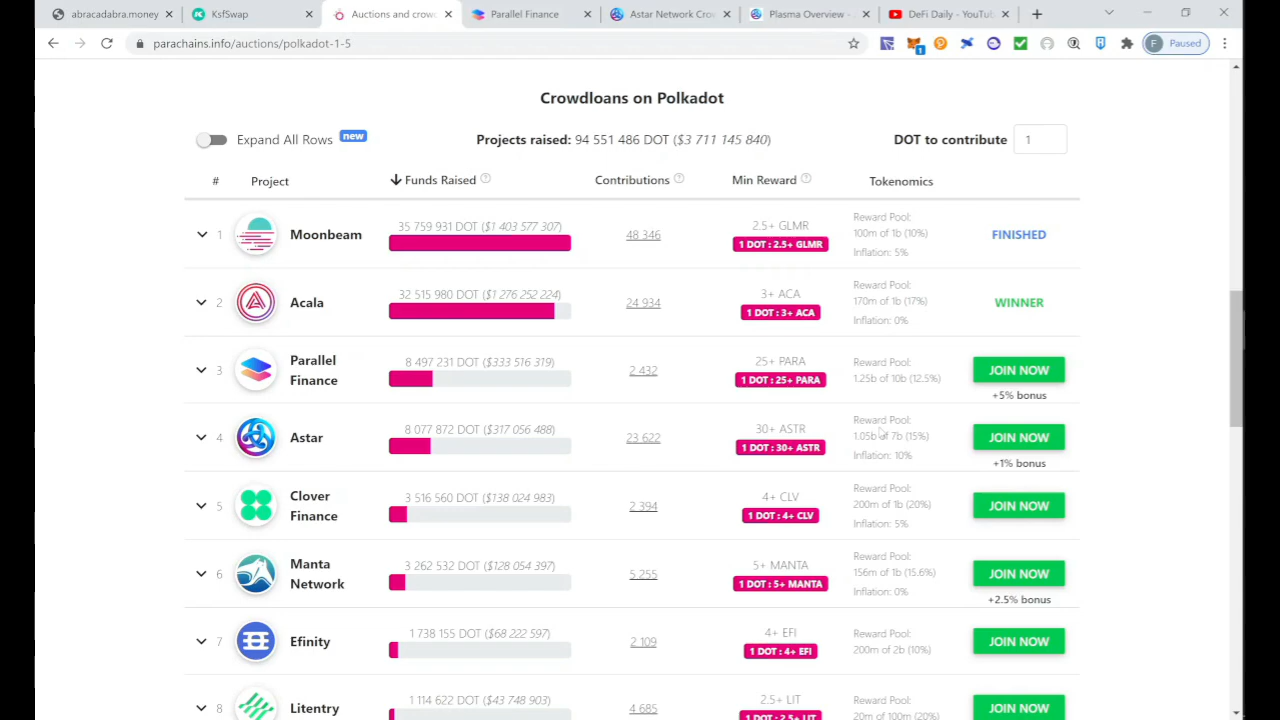 abracadabra.money
KsfSwap
Auctions and crow
Parallel Finance
Astar Network Cro
Plasma Overview -
DeFi Daily - YouTub
parachains.info/auctions/polkadot-1-5
1
F
Paused
Crowdloans on Polkadot
Expand All Rows new
Projects raised: 94 551 486 DOT ($3 711 145 840)
DOT to contribute 1
# Project Funds Raised Contributions Min Reward Tokenomics
1 Moonbeam
35 759 931 DOT ($1 403 577 307)
48 346
2.5+ GLMR
1 DOT : 2.5+ GLMR
Reward Pool:
100m of 1b (10%)
Inflation: 5%
FINISHED
2 Acala
32 515 980 DOT ($1 276 252 224)
24 934
3+ ACA
1 DOT : 3+ ACA
Reward Pool:
170m of 1b (17%)
Inflation: 0%
WINNER
3 Parallel
Finance
8 497 231 DOT ($333 516 319)
2 432
25+ PARA
1 DOT : 25+ PARA
Reward Pool:
1.25b of 10b (12.5%)
JOIN NOW
+5% bonus
4 Astar
8 077 872 DOT ($317 056 488)
23 622
30+ ASTR
1 DOT : 30+ ASTR
Reward Pool:
1.05b of 7b (15%)
Inflation: 10%
JOIN NOW
+1% bonus
5 Clover
Finance
3 516 560 DOT ($138 024 983)
2 394
4+ CLV
1 DOT : 4+ CLV
Reward Pool:
200m of 1b (20%)
Inflation: 5%
JOIN NOW
6 Manta
Network
3 262 532 DOT ($128 054 397)
5 255
5+ MANTA
1 DOT : 5+ MANTA
Reward Pool:
156m of 1b (15.6%)
Inflation: 0%
JOIN NOW
+2.5% bonus
7 Efinity
1 738 155 DOT ($68 222 597)
2 109
4+ EFI
1 DOT : 4+ EFI
Reward Pool:
200m of 2b (10%)
JOIN NOW
8 Litentry
1 114 622 DOT ($43 748 903)
4 685
2.5+ LIT
1 DOT : 2.5+ LIT
Reward Pool:
20m of 100m (20%)
JOIN NOW